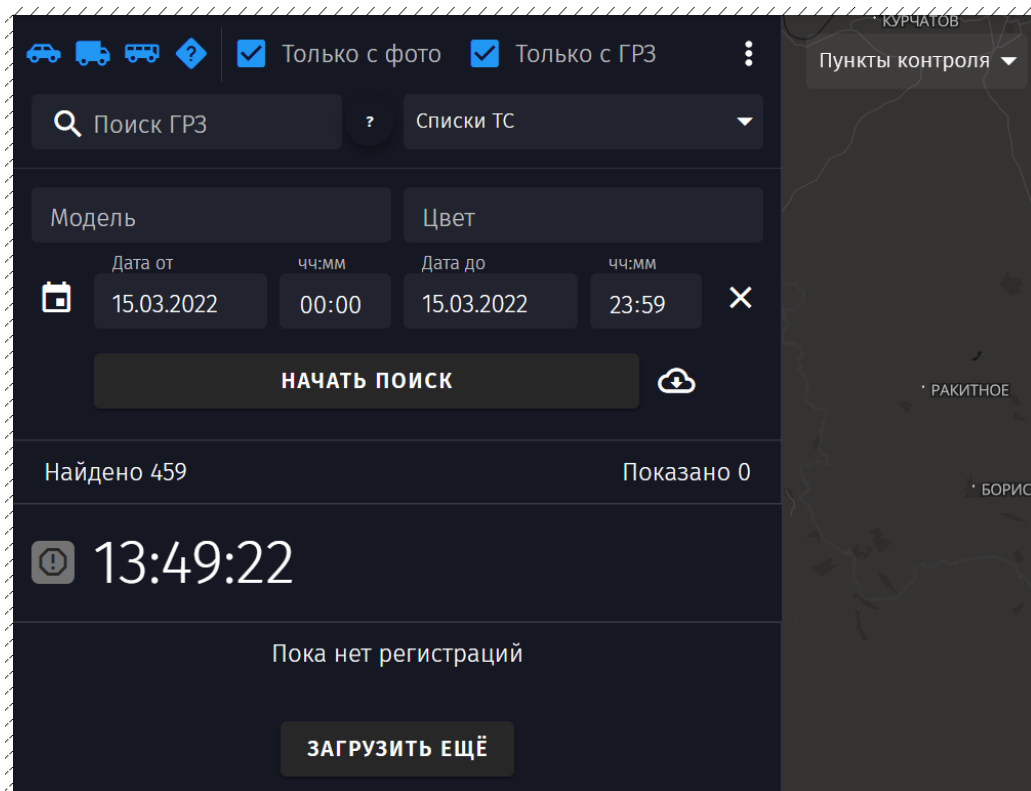 КУРЧАТОВ
Только с фото Только с ГРЗ
Пункты контроля
Поиск ГРЗ ? Списки ТС
Модель Цвет
Дата от чч:мм Дата до чч:мм
15.03.2022 00:00 15.03.2022 23:59
НАЧАТЬ ПОИСК
РАКИТНОЕ
Найдено 459 Показано 0
БОРИС
13:49:22
Пока нет регистраций
ЗАГРУЗИТЬ ЕЩЁ